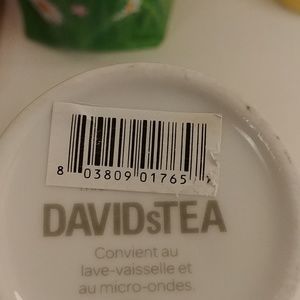 8 03809 01765
DAVIDsTEA
Convient au
lave-vaisselle et
au micro-ondes.